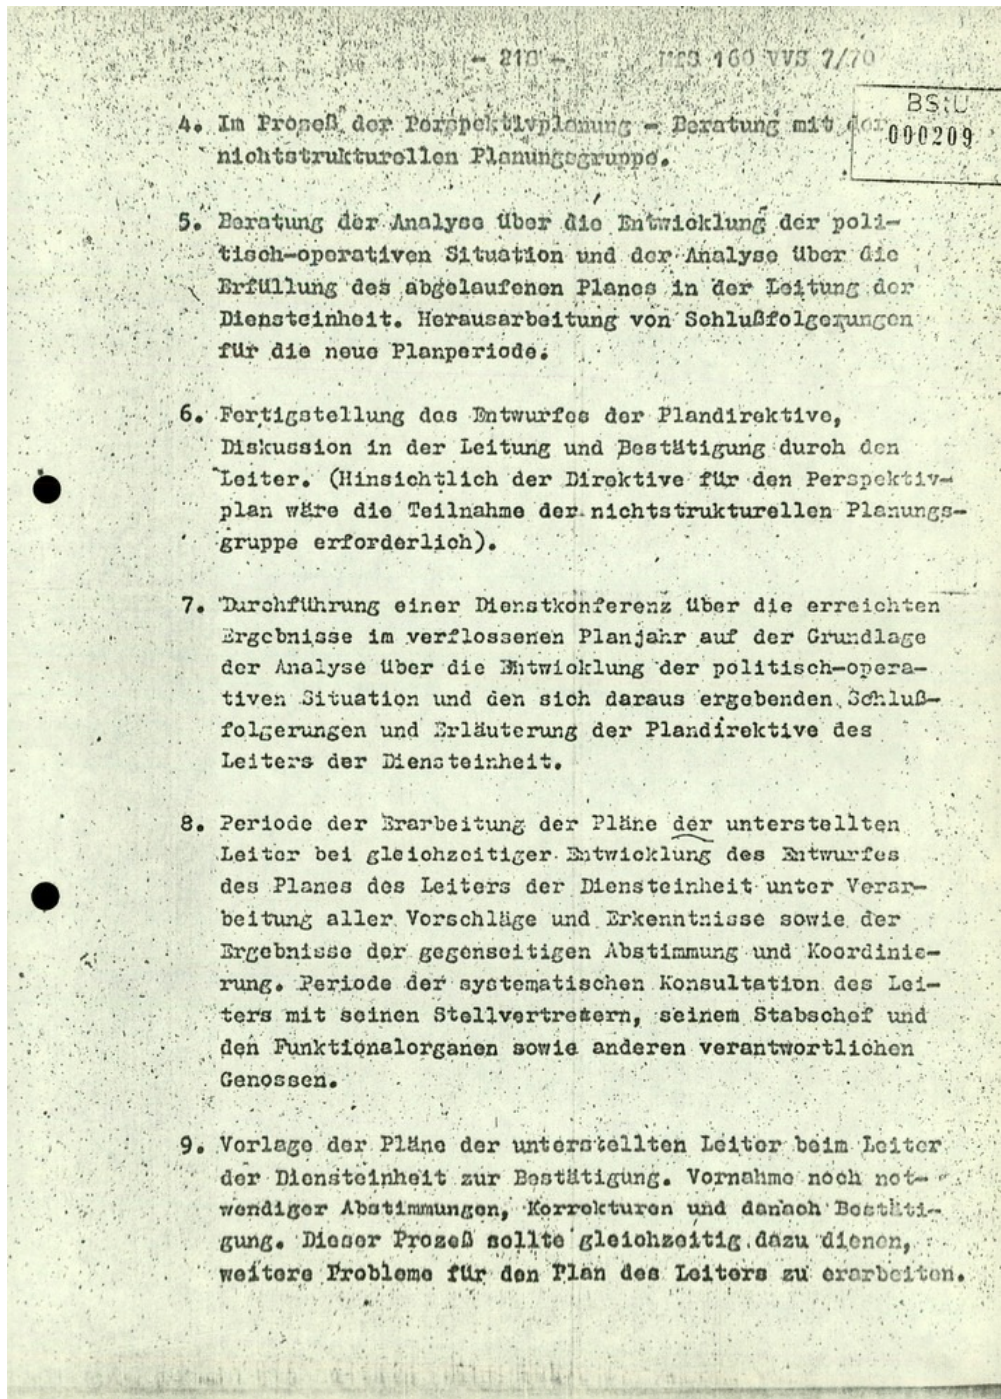 - 210 - MfS 160 VVS 7/70
BStU
000209
4. Im Prozeß der Perspektivplanung - Beratung mit der
nichtstrukturellen Planungsgruppe.
5. Beratung der Analyse über die Entwicklung der poli-
tisch-operativen Situation und der Analyse über die
Erfüllung des abgelaufenen Planes in der Leitung der
Diensteinheit. Herausarbeitung von Schlußfolgerungen
für die neue Planperiode.
6. Fertigstellung des Entwurfes der Plandirektive,
Diskussion in der Leitung und Bestätigung durch den
Leiter. (Hinsichtlich der Direktive für den Perspektiv-
plan wäre die Teilnahme der nichtstrukturellen Planungs-
gruppe erforderlich).
7. Durchführung einer Dienstkonferenz über die erreichten
Ergebnisse im verflossenen Planjahr auf der Grundlage
der Analyse über die Entwicklung der politisch-opera-
tiven Situation und den sich daraus ergebenden Schluß-
folgerungen und Erläuterung der Plandirektive des
Leiters der Diensteinheit.
8. Periode der Erarbeitung der Pläne der unterstellten
Leiter bei gleichzeitiger Entwicklung des Entwurfes
des Planes des Leiters der Diensteinheit unter Verar-
beitung aller Vorschläge und Erkenntnisse sowie der
Ergebnisse der gegenseitigen Abstimmung und Koordinie-
rung. Periode der systematischen Konsultation des Lei-
ters mit seinen Stellvertretern, seinem Stabschef und
den Funktionalorganen sowie anderen verantwortlichen
Genossen.
9. Vorlage der Pläne der unterstellten Leiter beim Leiter
der Diensteinheit zur Bestätigung. Vornahme noch not-
wendiger Abstimmungen, Korrekturen und danach Bestäti-
gung. Dieser Prozeß sollte gleichzeitig dazu dienen,
weitere Probleme für den Plan des Leiters zu erarbeiten.